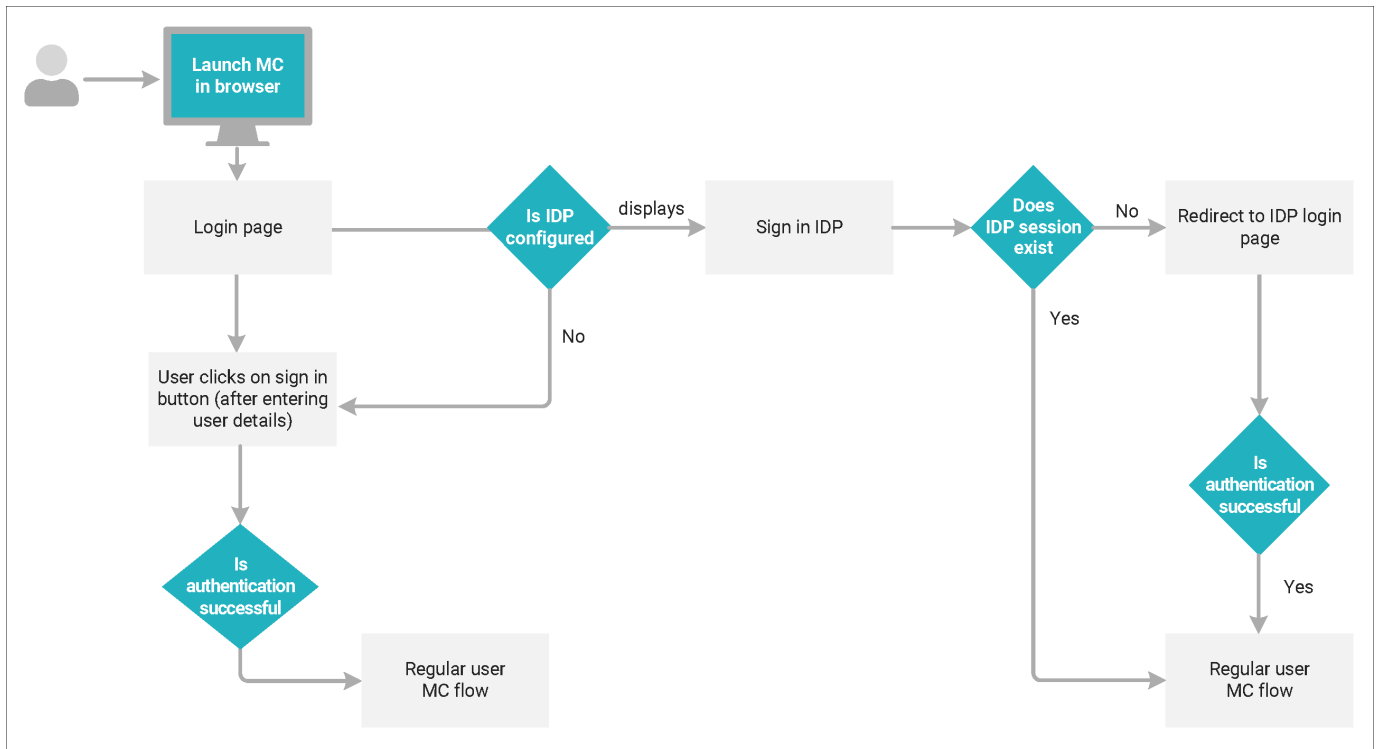 Launch MC
in browser
Login page
Is IDP
configured
displays
Sign in IDP
Does
IDP session
exist
No
Redirect to IDP login
page
No
Yes
User clicks on sign in
button (after entering
user details)
Is
authentication
successful
Is
authentication
successful
Yes
Regular user
MC flow
Regular user
MC flow